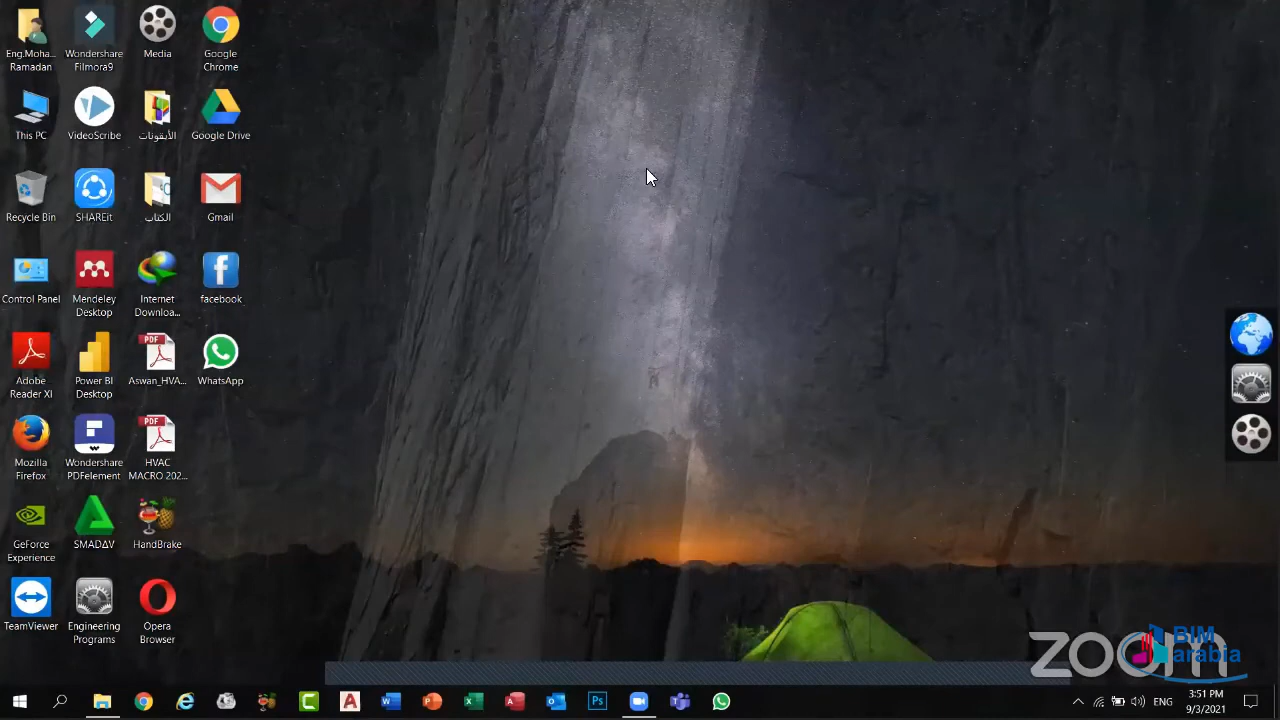 Eng.Moha...
Ramadan
Wondershare
Filmora9
Media
Google
Chrome
This PC
VideoScribe
الأيقونات
Google Drive
Recycle Bin
SHAREit
الكتاب
Gmail
Control Panel
Mendeley
Desktop
Internet
Downloa...
facebook
Adobe
Reader XI
Power BI
Desktop
PDF
Aswan_HVA...
WhatsApp
Mozilla
Firefox
Wondershare
PDFelement
PDF
HVAC
MACRO 202...
GeForce
Experience
SMADΔV
HandBrake
TeamViewer
Engineering
Programs
Opera
Browser
zoom
BIM
arabia
ENG
3:51 PM
9/3/2021